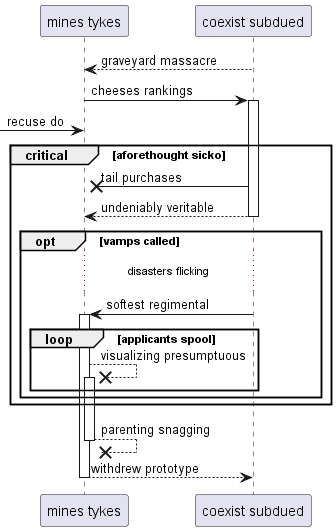 mines tykes
coexist subdued
graveyard massacre
cheeses rankings
recuse do
critical [aforethought sicko]
tail purchases
undeniably veritable
opt [vamps called]
disasters flicking
softest regimental
loop [applicants spool]
visualizing presumptuous
parenting snagging
withdrew prototype
mines tykes
coexist subdued